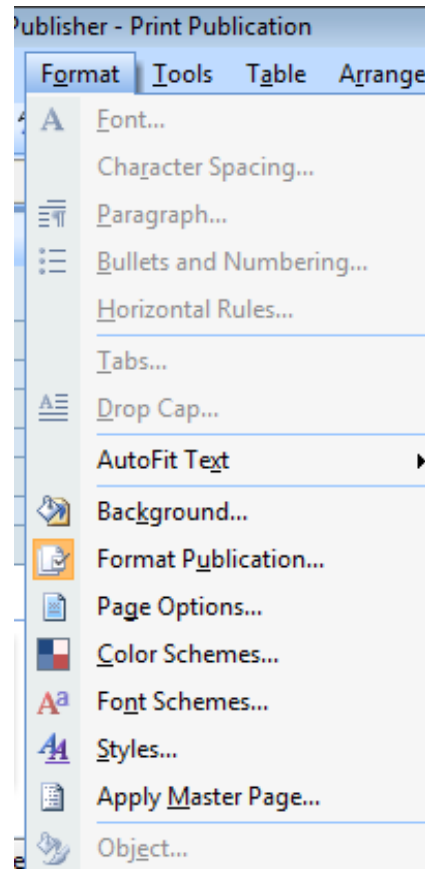 Publisher - Print Publication
Format Tools Table Arrange
Font...
Character Spacing...
Paragraph...
Bullets and Numbering...
Horizontal Rules...
Tabs...
Drop Cap...
AutoFit Text
Background...
Format Publication...
Page Options...
Color Schemes...
Font Schemes...
Styles...
Apply Master Page...
Object...